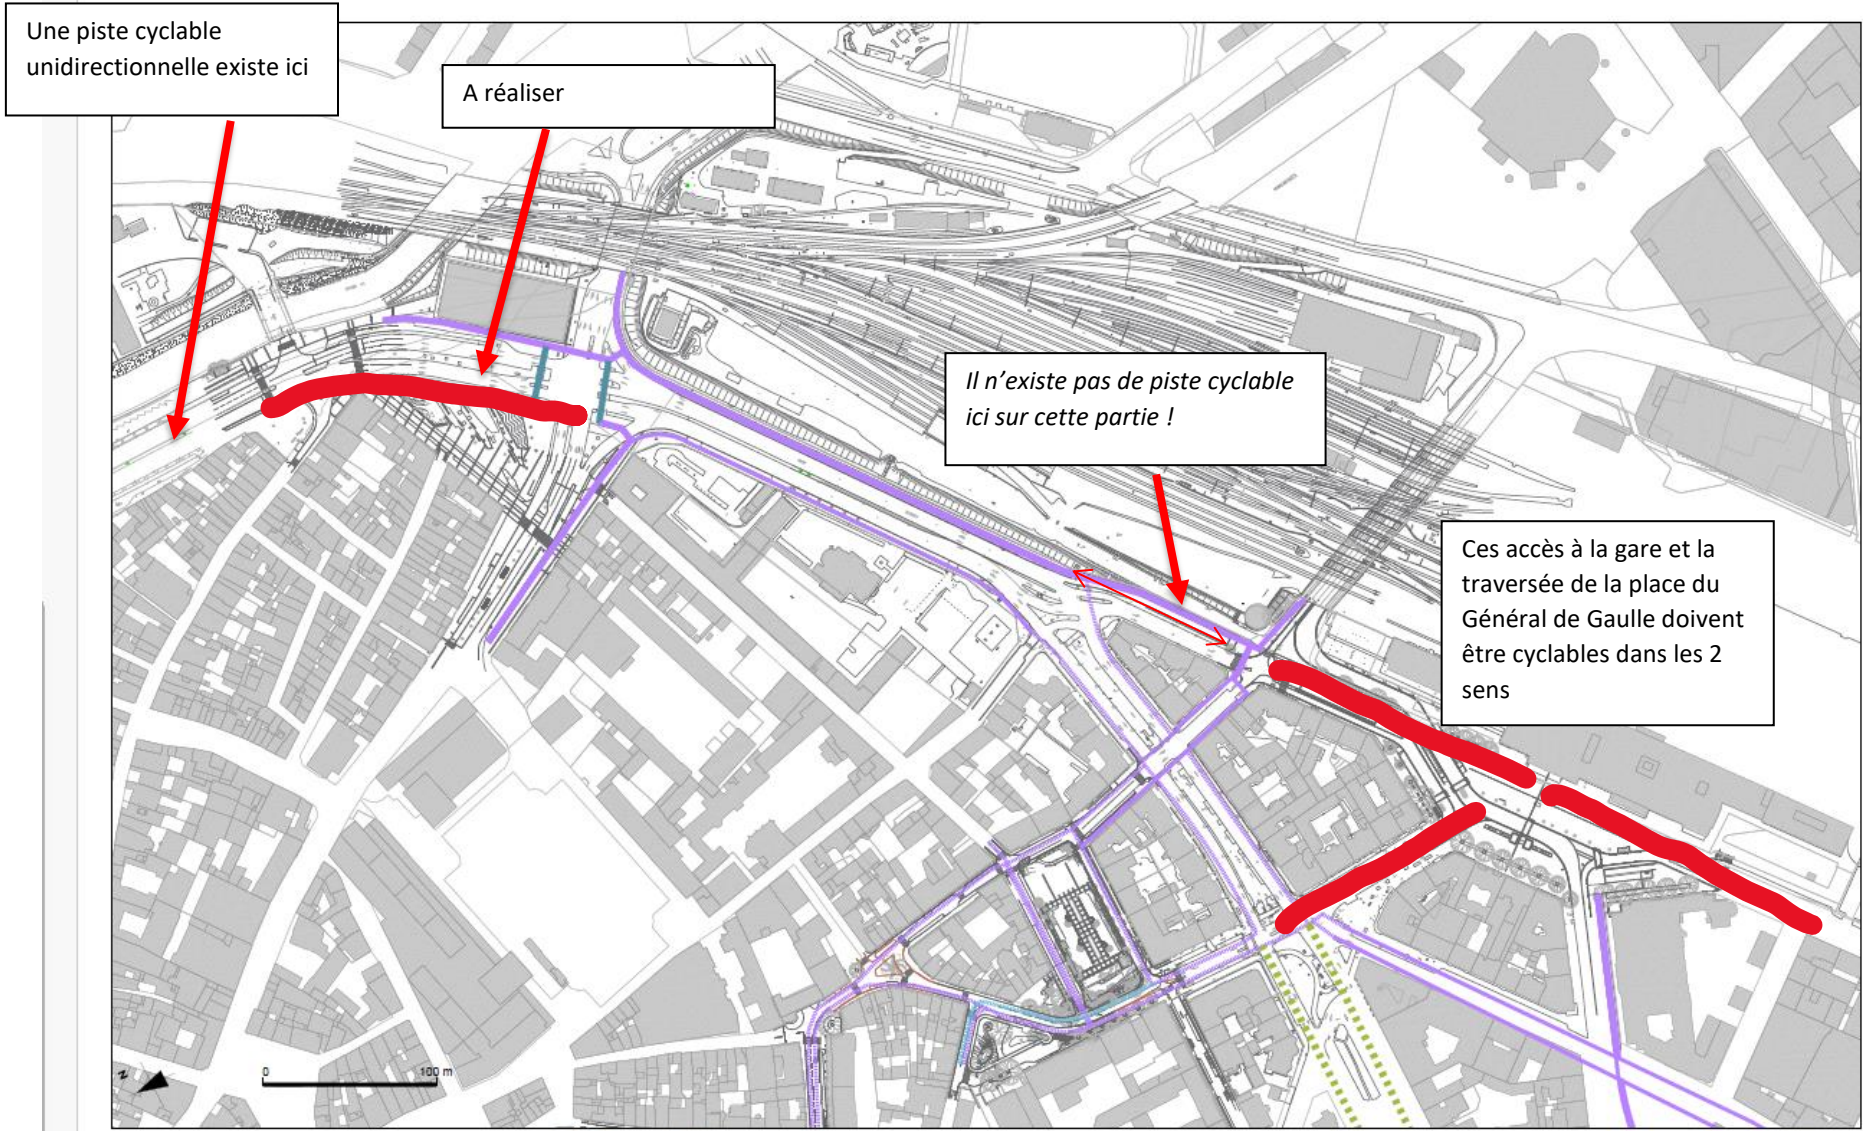 Une piste cyclable
unidirectionnelle existe ici
A réaliser
Il n’existe pas de piste cyclable
ici sur cette partie !
Ces accès à la gare et la
traversée de la place du
Général de Gaulle doivent
être cyclables dans les 2
sens
N
0 100 m